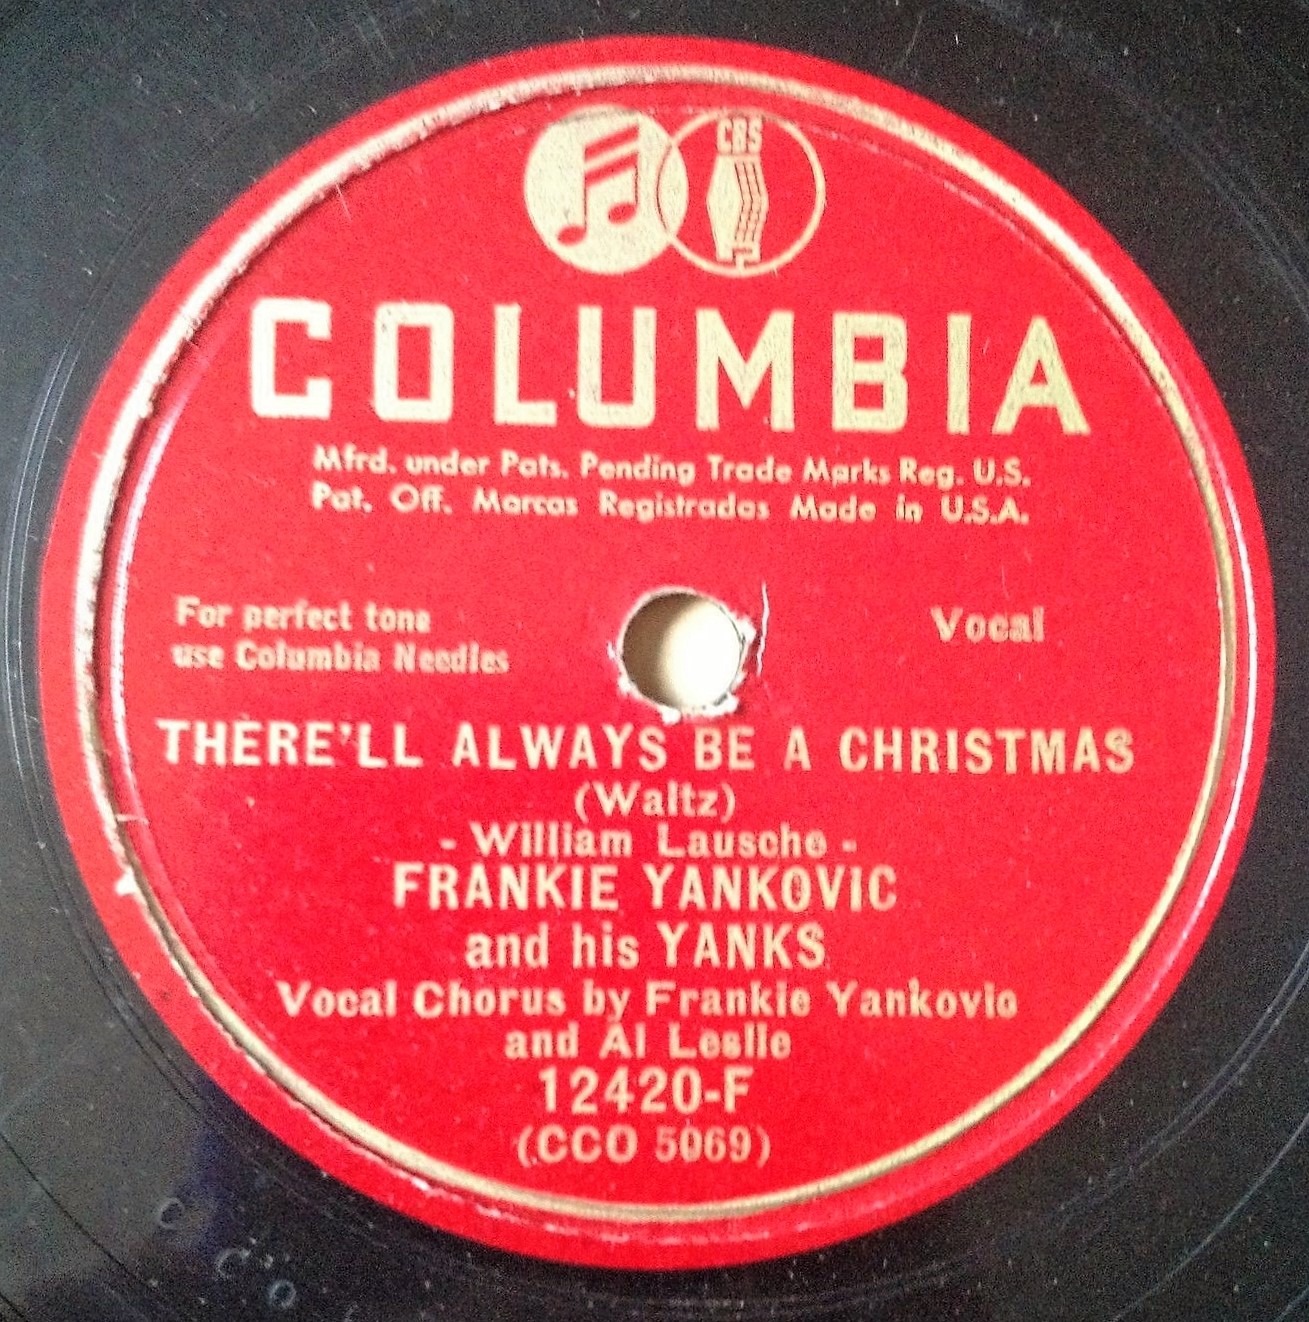 CBS
COLUMBIA
Mfrd. under Pats. Pending Trade Marks Reg. U.S.
Pat. Off. Marcas Registradas Made in U.S.A.
For perfect tone
use Columbia Needles
Vocal
THERE'LL ALWAYS BE A CHRISTMAS
(Waltz)
- William Lausche -
FRANKIE YANKOVIC
and his YANKS
Vocal Chorus by Frankie Yankovic
and Al Leslie
12420-F
(CCO 5069)
CCO